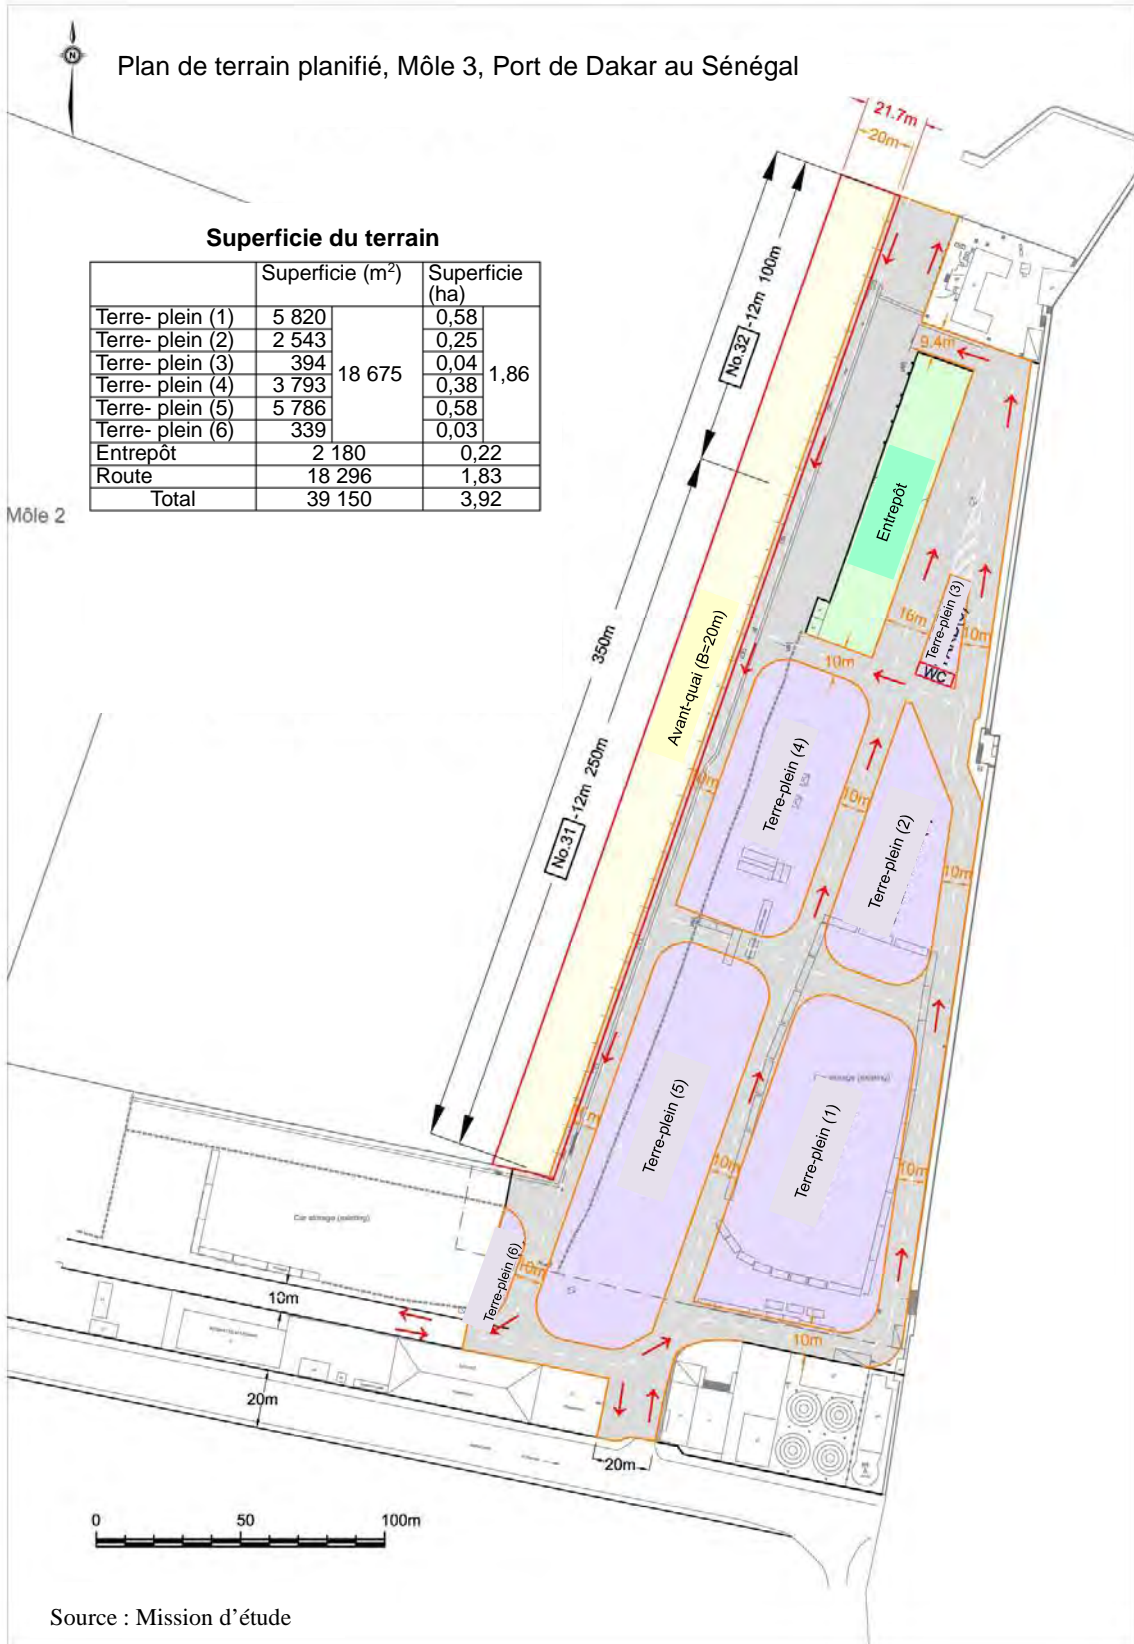 N
Plan de terrain planifié, Môle 3, Port de Dakar au Sénégal
21.7m
20m
Superficie du terrain
Superficie (m²) Superficie (ha)
Terre- plein (1) 5 820 0,58
Terre- plein (2) 2 543 0,25
Terre- plein (3) 394 0,04
18 675 1,86
Terre- plein (4) 3 793 0,38
Terre- plein (5) 5 786 0,58
Terre- plein (6) 339 0,03
Entrepôt 2 180 0,22
Route 18 296 1,83
Total 39 150 3,92
Môle 2
No.32 -12m 100m
9.4m
Entrepôt
350m
No.31 -12m 250m
Avant-quai (B=20m)
16m
Terre-plein (3)
10m
WC
10m
Terre-plein (4)
10m
Terre-plein (2)
10m
Terre-plein (5)
Car storage (existing)
Terre-plein (1)
10m
10m
Terre-plein (6)
10m
10m
10m
20m
20m
0 50 100m
Source : Mission d’étude